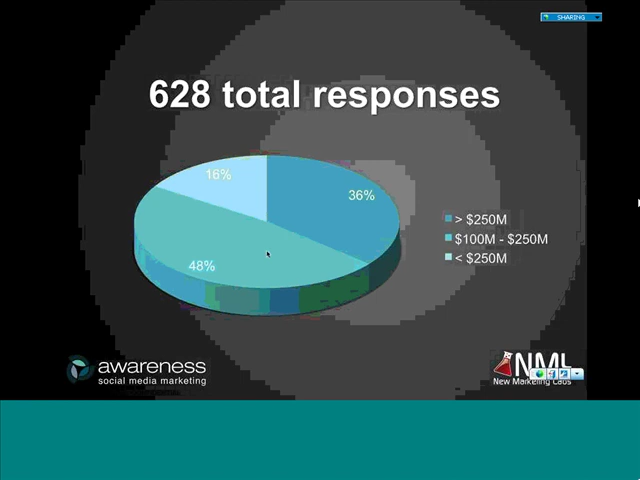 SHARING
628 total responses
16%
36%
48%
> $250M
$100M - $250M
< $250M
awareness
social media marketing
NML
New Marketing Labs